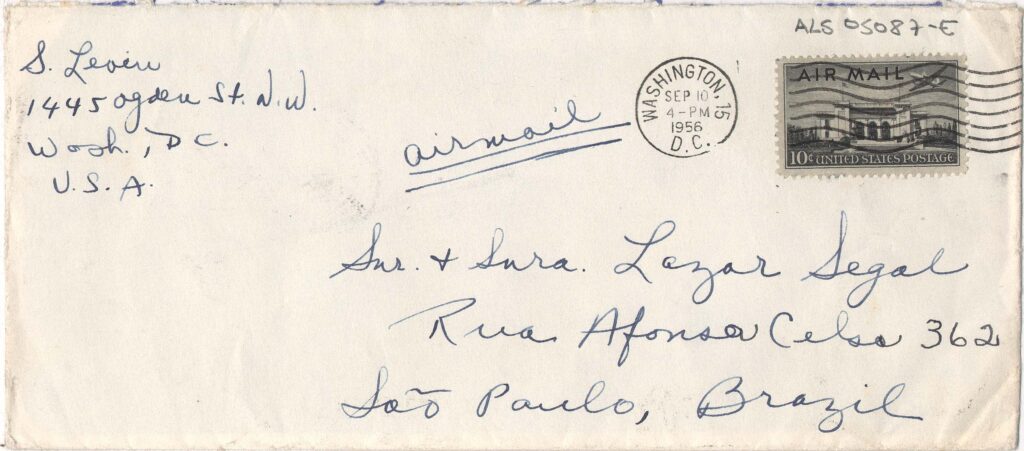 ALS 05087-E
S. Levin
1445 Ogden St. N.W.
Wash., D.C.
U.S.A.
airmail
WASHINGTON, 15
SEP 10
4-PM
1956
D.C.
AIR MAIL
10¢ UNITED STATES POSTAGE
Snr. + Snra. Lazar Segal
Rua Afonso Celso 362
São Paulo, Brazil